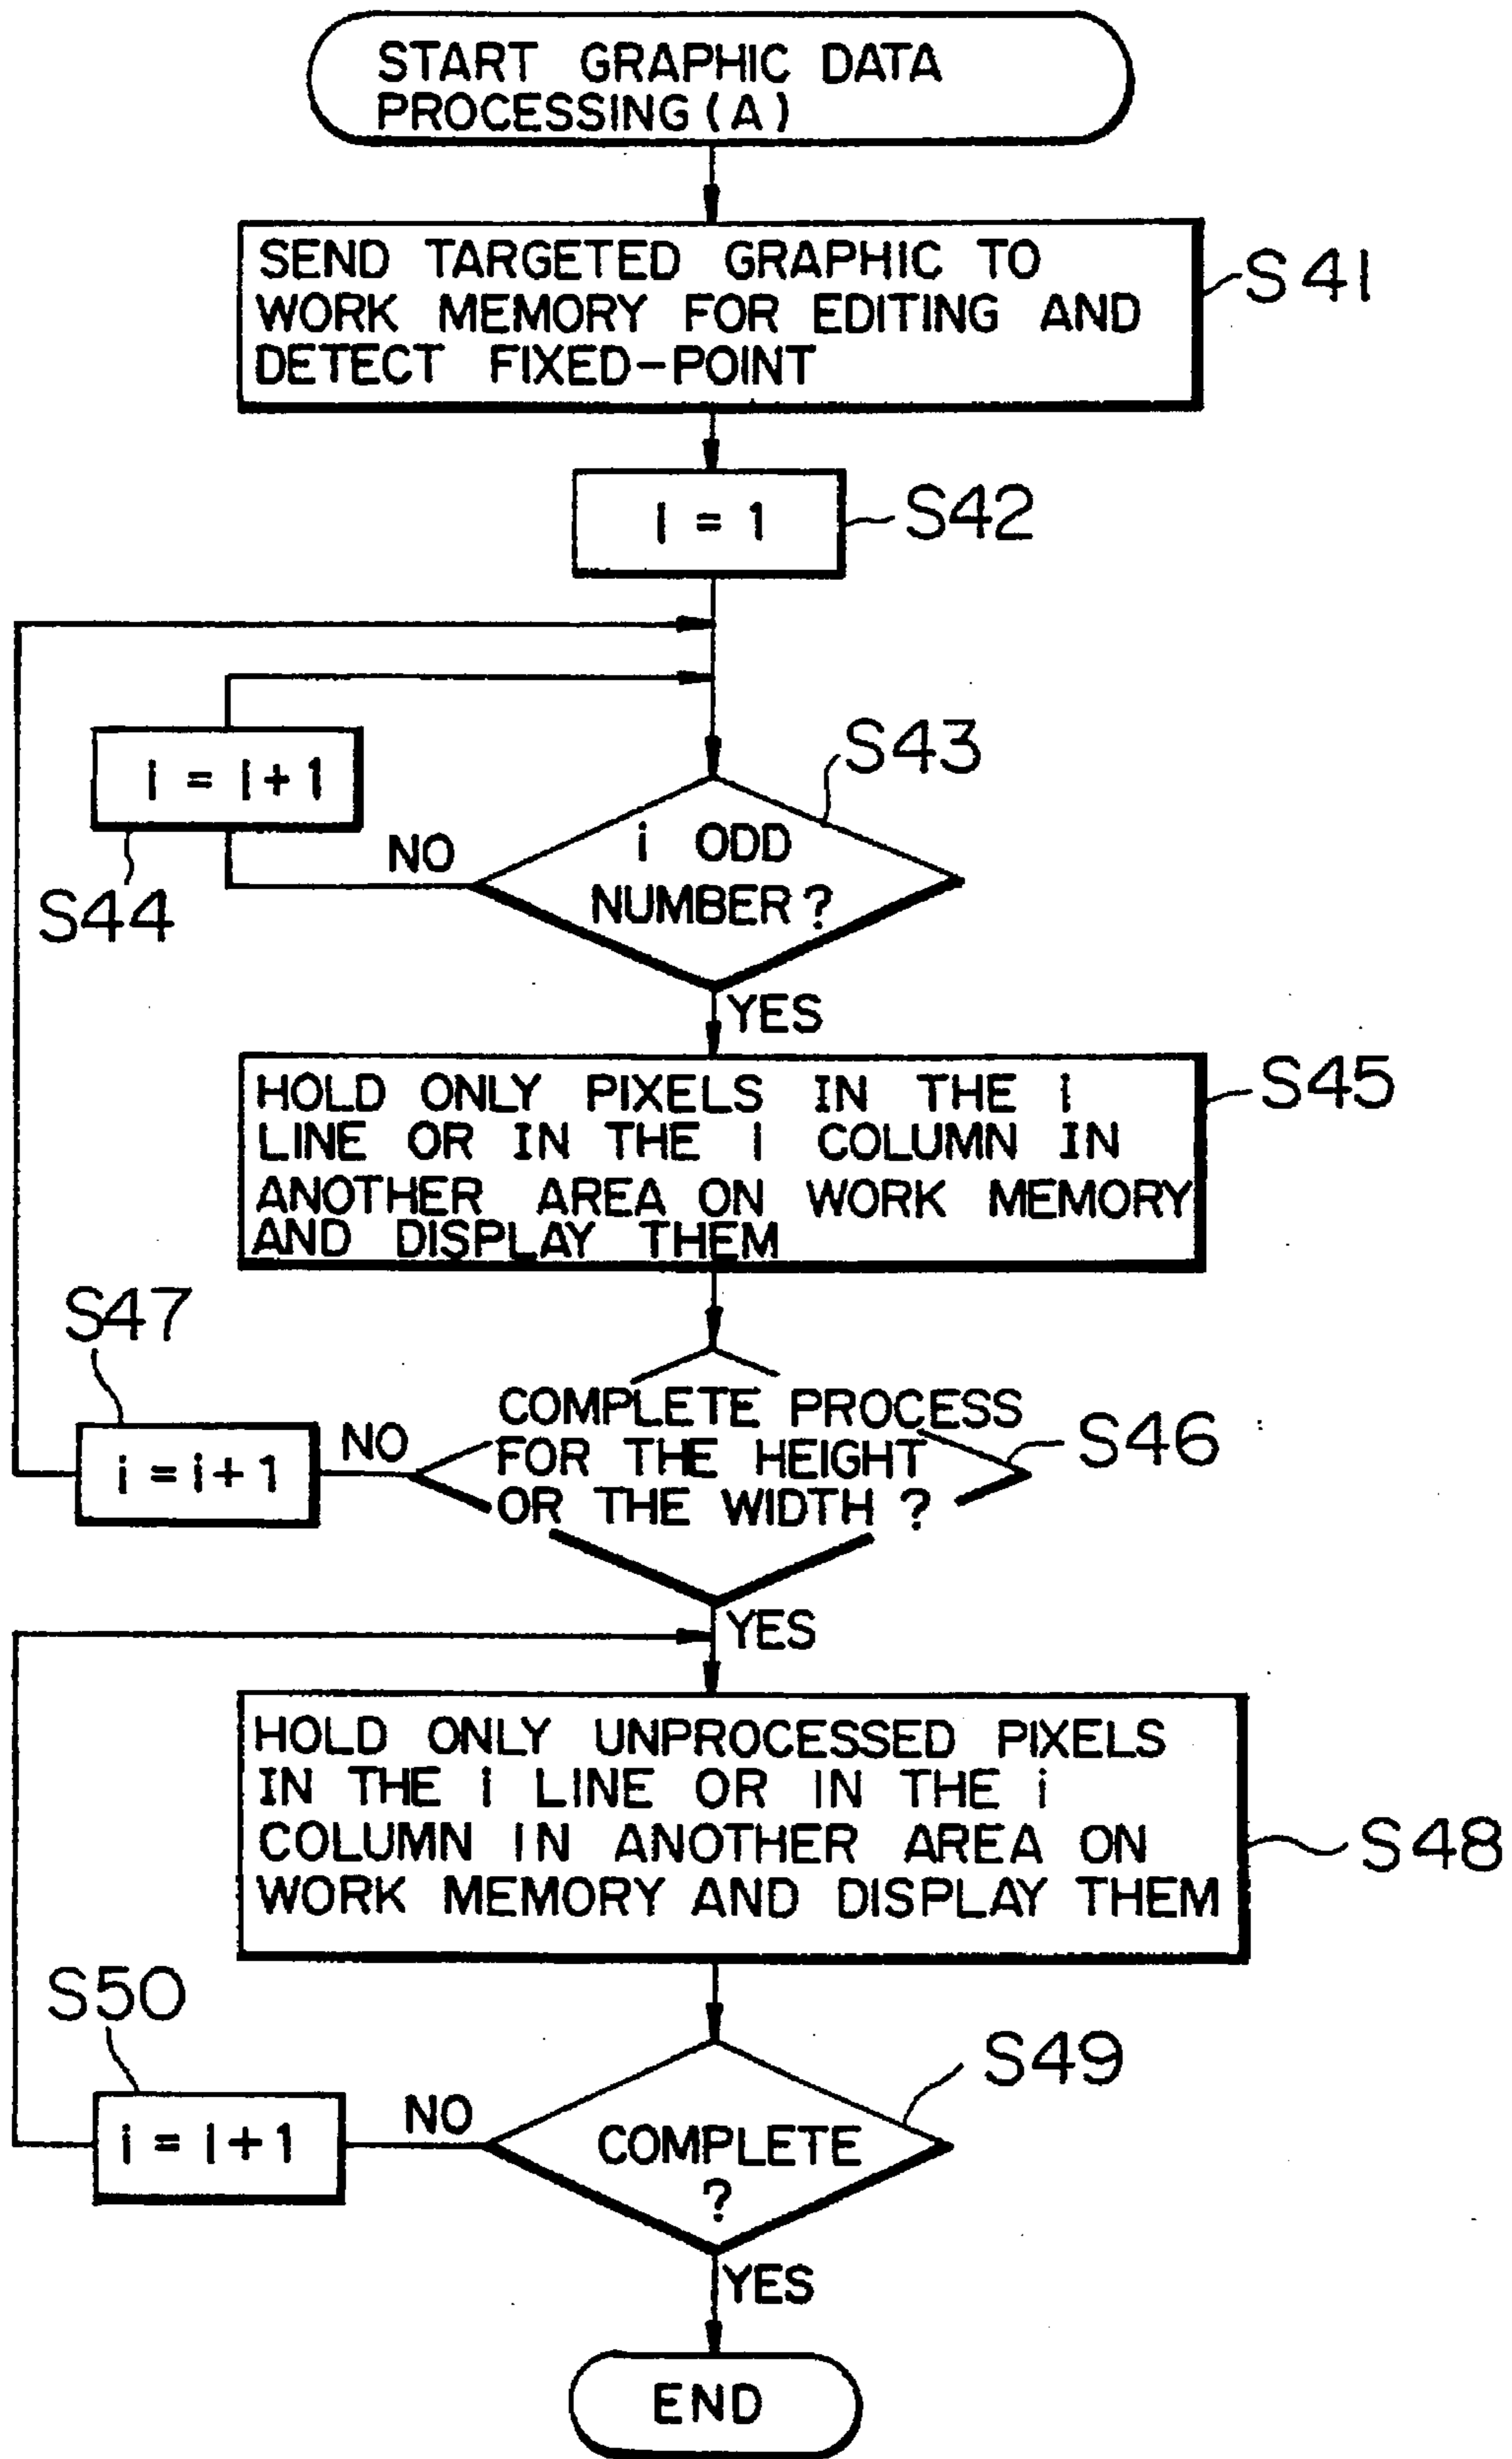 START GRAPHIC DATA
PROCESSING (A)
SEND TARGETED GRAPHIC TO
WORK MEMORY FOR EDITING AND
DETECT FIXED-POINT
S41
i = 1
S42
i = i+1
S44
S43
i ODD
NUMBER ?
NO
YES
HOLD ONLY PIXELS IN THE i
LINE OR IN THE i COLUMN IN
ANOTHER AREA ON WORK MEMORY
AND DISPLAY THEM
S45
S47
i = i+1
NO
COMPLETE PROCESS
FOR THE HEIGHT
OR THE WIDTH ?
S46
YES
HOLD ONLY UNPROCESSED PIXELS
IN THE i LINE OR IN THE i
COLUMN IN ANOTHER AREA ON
WORK MEMORY AND DISPLAY THEM
S48
S50
i = i+1
NO
COMPLETE
?
S49
YES
END